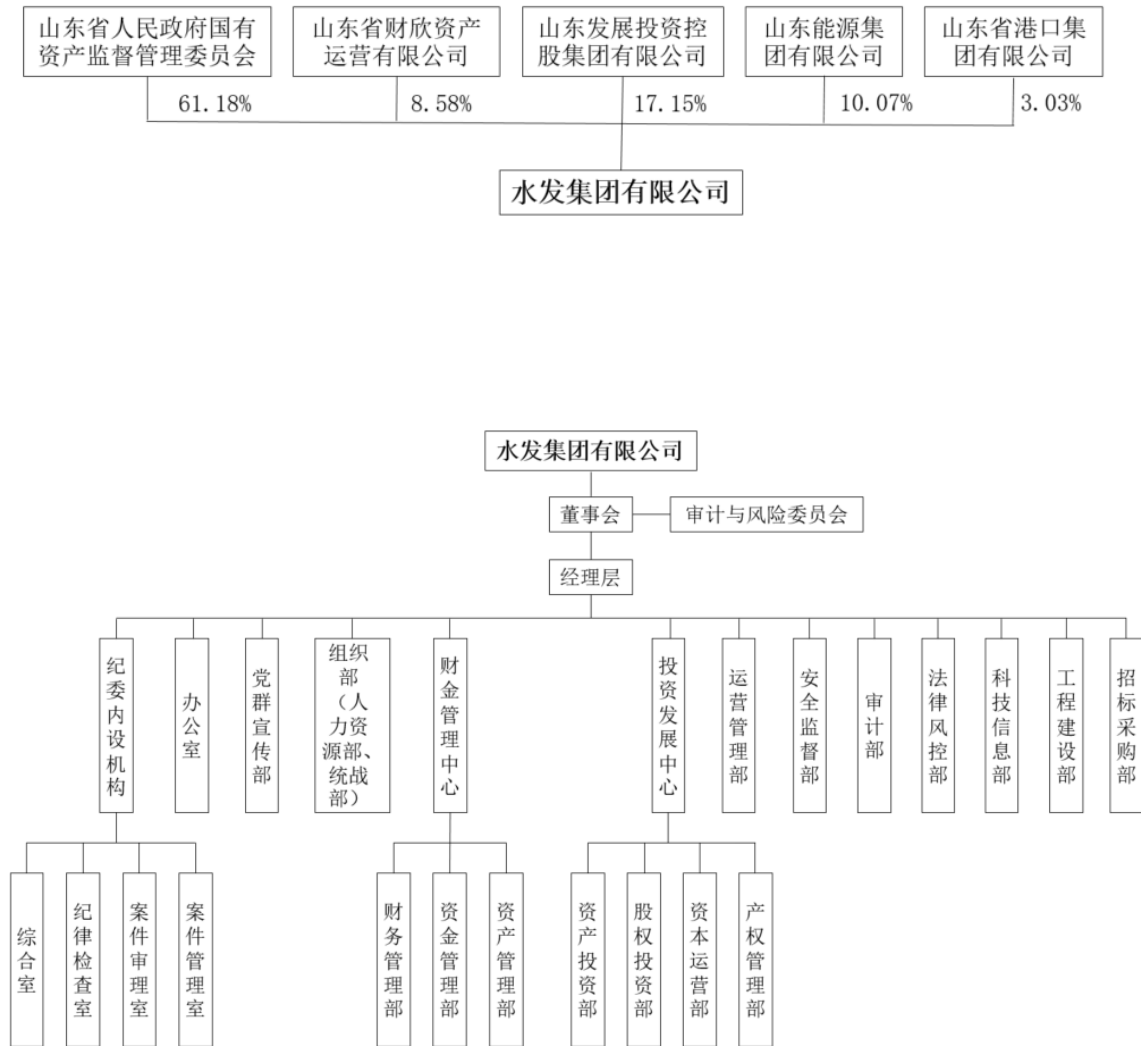 山东省人民政府国有
资产监督管理委员会
山东省财欣资产
运营有限公司
山东发展投资控
股集团有限公司
山东能源集
团有限公司
山东省港口集
团有限公司
61.18%
8.58%
17.15%
10.07%
3.03%
水发集团有限公司
水发集团有限公司
董事会
审计与风险委员会
经理层
纪委内设机构
办公室
党群宣传部
组织
部
（人
力资
源部、
统战
部）
财金管理中心
投资发展中心
运营管理部
安全监督部
审计部
法律风控部
科技信息部
工程建设部
招标采购部
综合室
纪律检查室
案件审理室
案件管理室
财务管理部
资金管理部
资产管理部
资产投资部
股权投资部
资本运营部
产权管理部